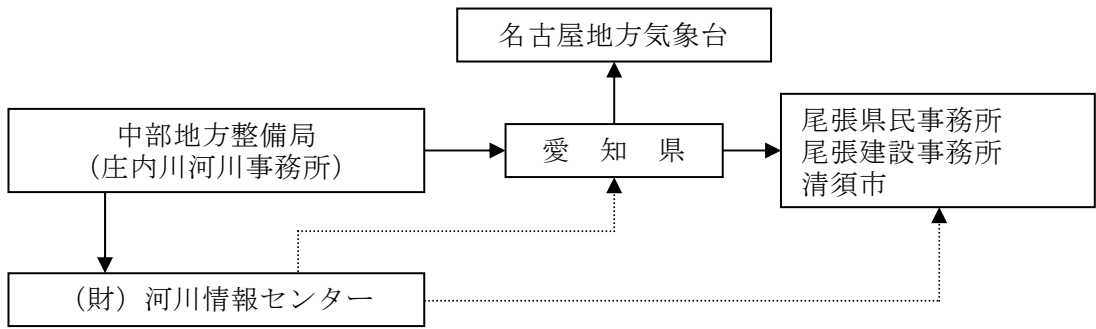 名古屋地方気象台
中部地方整備局
(庄内川河川事務所)
愛 知 県
尾張県民事務所
尾張建設事務所
清須市
(財)河川情報センター